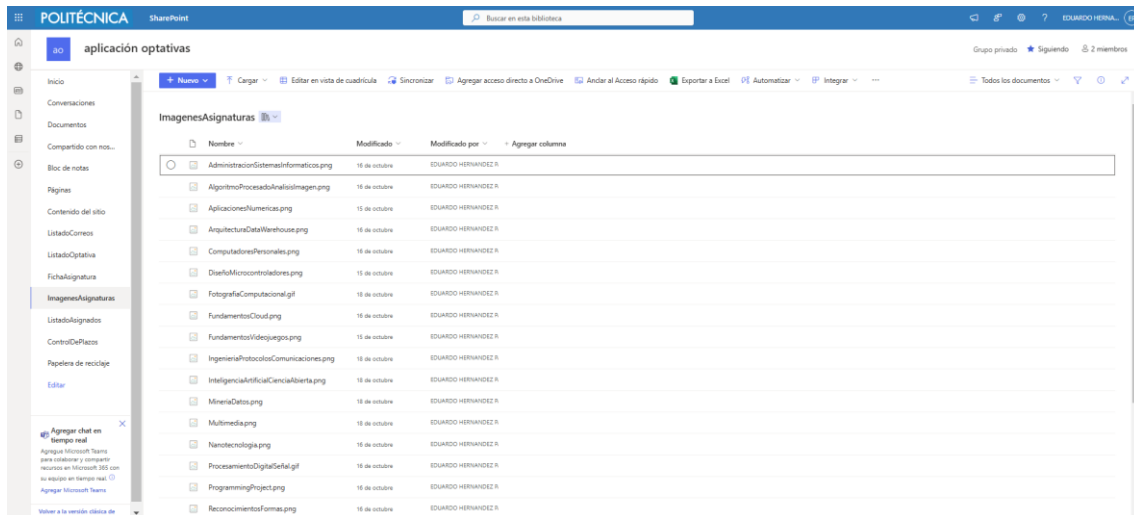 POLITÉCNICA SharePoint Buscar en esta biblioteca ? EDUARDO HERNA...
ao aplicación optativas Grupo privado Siguiendo 2 miembros
Inicio
Conversaciones
Documentos
Compartido con nos...
Bloc de notas
Páginas
Contenido del sitio
ListadoCorreos
ListadoOptativa
FichaAsignatura
ImagenesAsignaturas
ListadoAsignados
ControlDePlazos
Papelera de reciclaje
Editar
Agregar chat en
tiempo real
Agregue Microsoft Teams
para colaborar y compartir
recursos en Microsoft 365 con
su equipo en tiempo real.
Agregar Microsoft Teams
Volver a la versión clásica de
+ Nuevo Cargar Editar en vista de cuadrícula Sincronizar Agregar acceso directo a OneDrive Anclar al Acceso rápido Exportar a Excel Automatizar Integrar ... Todos los documentos
ImagenesAsignaturas
Nombre Modificado Modificado por + Agregar columna
AdministracionSistemasInformaticos.png 16 de octubre EDUARDO HERNANDEZ R.
AlgoritmoProcesadoAnalisisImagen.png 16 de octubre EDUARDO HERNANDEZ R.
AplicacionesNumericas.png 15 de octubre EDUARDO HERNANDEZ R.
ArquitecturaDataWarehouse.png 16 de octubre EDUARDO HERNANDEZ R.
ComputadoresPersonales.png 16 de octubre EDUARDO HERNANDEZ R.
DiseñoMicrocontroladores.png 15 de octubre EDUARDO HERNANDEZ R.
FotografiaComputacional.gif 18 de octubre EDUARDO HERNANDEZ R.
FundamentosCloud.png 16 de octubre EDUARDO HERNANDEZ R.
FundamentosVideojuegos.png 15 de octubre EDUARDO HERNANDEZ R.
IngenieriaProtocolosComunicaciones.png 16 de octubre EDUARDO HERNANDEZ R.
InteligenciaArtificialCienciaAbierta.png 18 de octubre EDUARDO HERNANDEZ R.
MineriaDatos.png 18 de octubre EDUARDO HERNANDEZ R.
Multimedia.png 18 de octubre EDUARDO HERNANDEZ R.
Nanotecnologia.png 16 de octubre EDUARDO HERNANDEZ R.
ProcesamientoDigitalSeñal.gif 18 de octubre EDUARDO HERNANDEZ R.
ProgrammingProject.png 16 de octubre EDUARDO HERNANDEZ R.
ReconocimientosFormas.png 16 de octubre EDUARDO HERNANDEZ R.